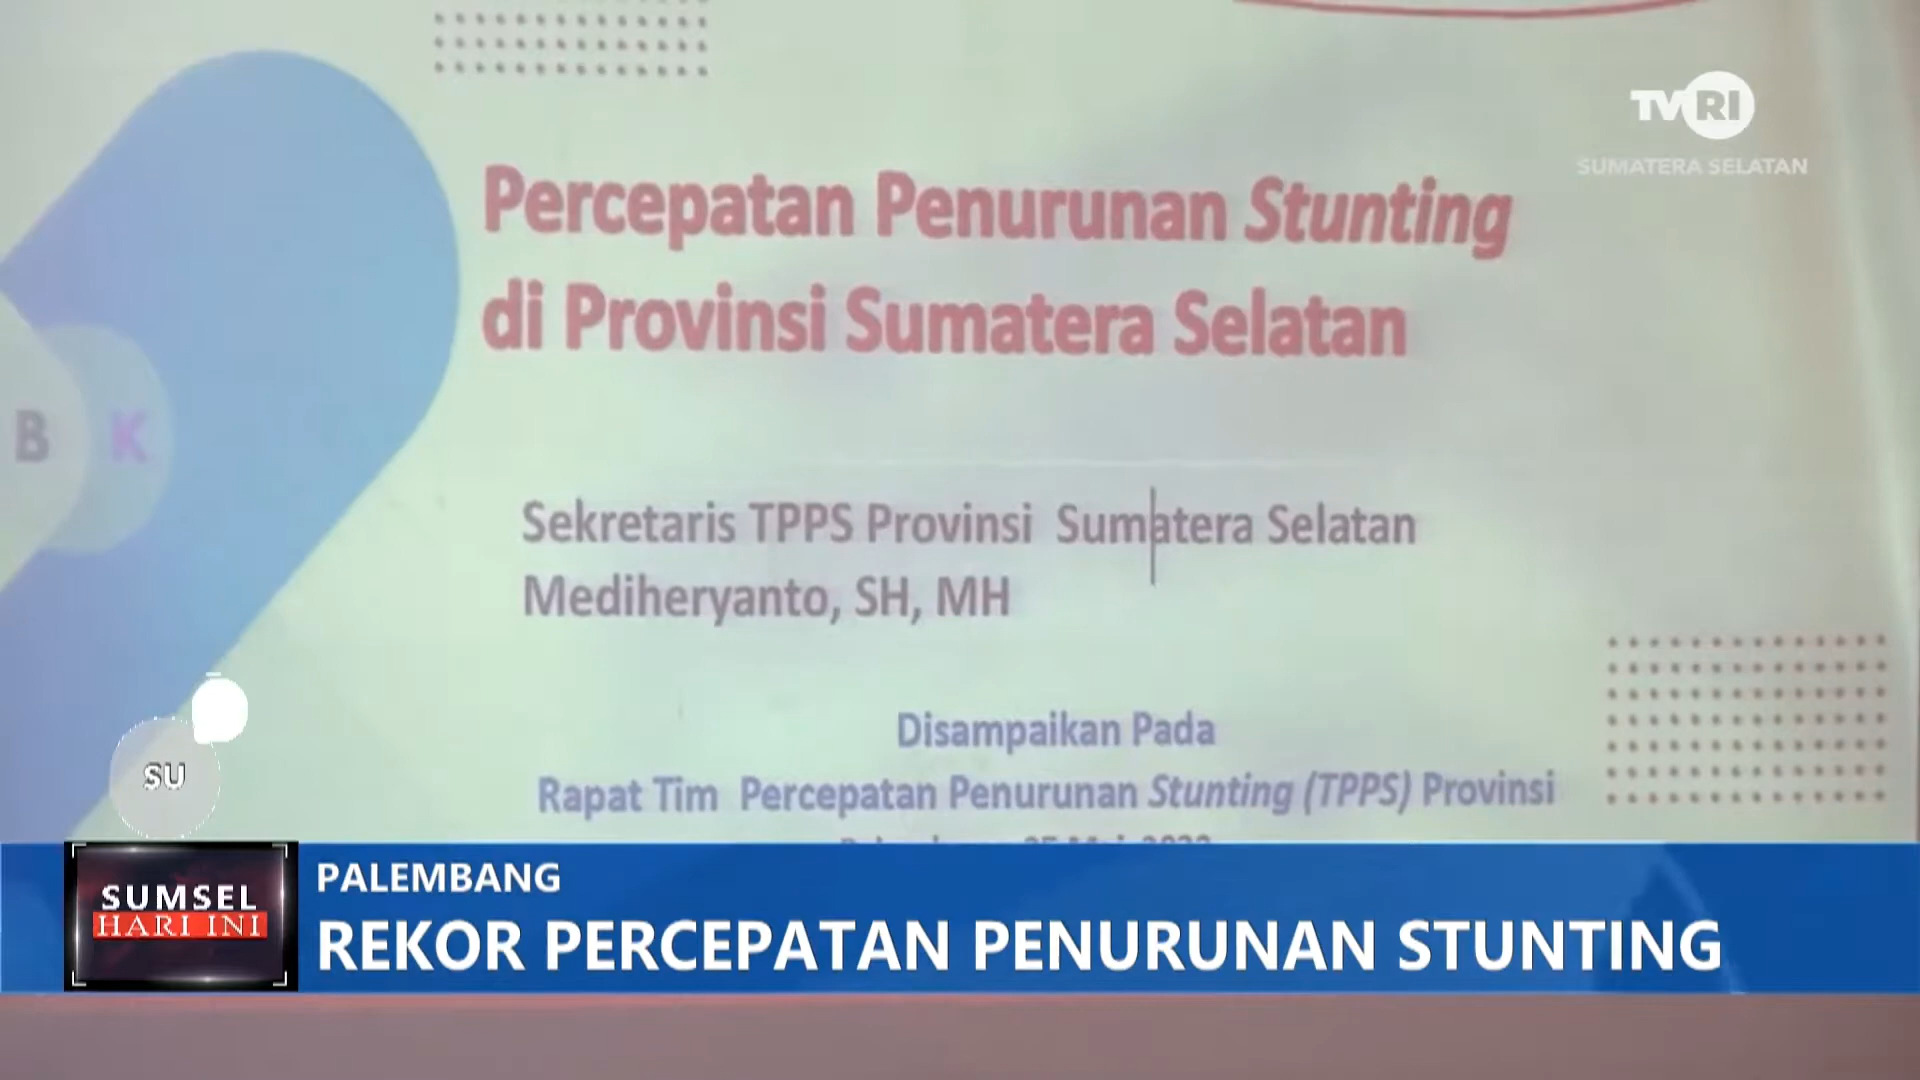 TVRI
SUMATERA SELATAN
Percepatan Penurunan Stunting
di Provinsi Sumatera Selatan
B K
Sekretaris TPPS Provinsi Sumatera Selatan
Mediheryanto, SH, MH
Disampaikan Pada
Rapat Tim Percepatan Penurunan Stunting (TPPS) Provinsi
SU
SUMSEL
HARI INI
PALEMBANG
REKOR PERCEPATAN PENURUNAN STUNTING